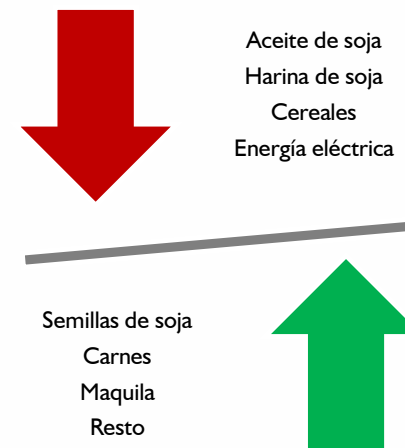 Aceite de soja
Harina de soja
Cereales
Energía eléctrica
Semillas de soja
Carnes
Maquila
Resto